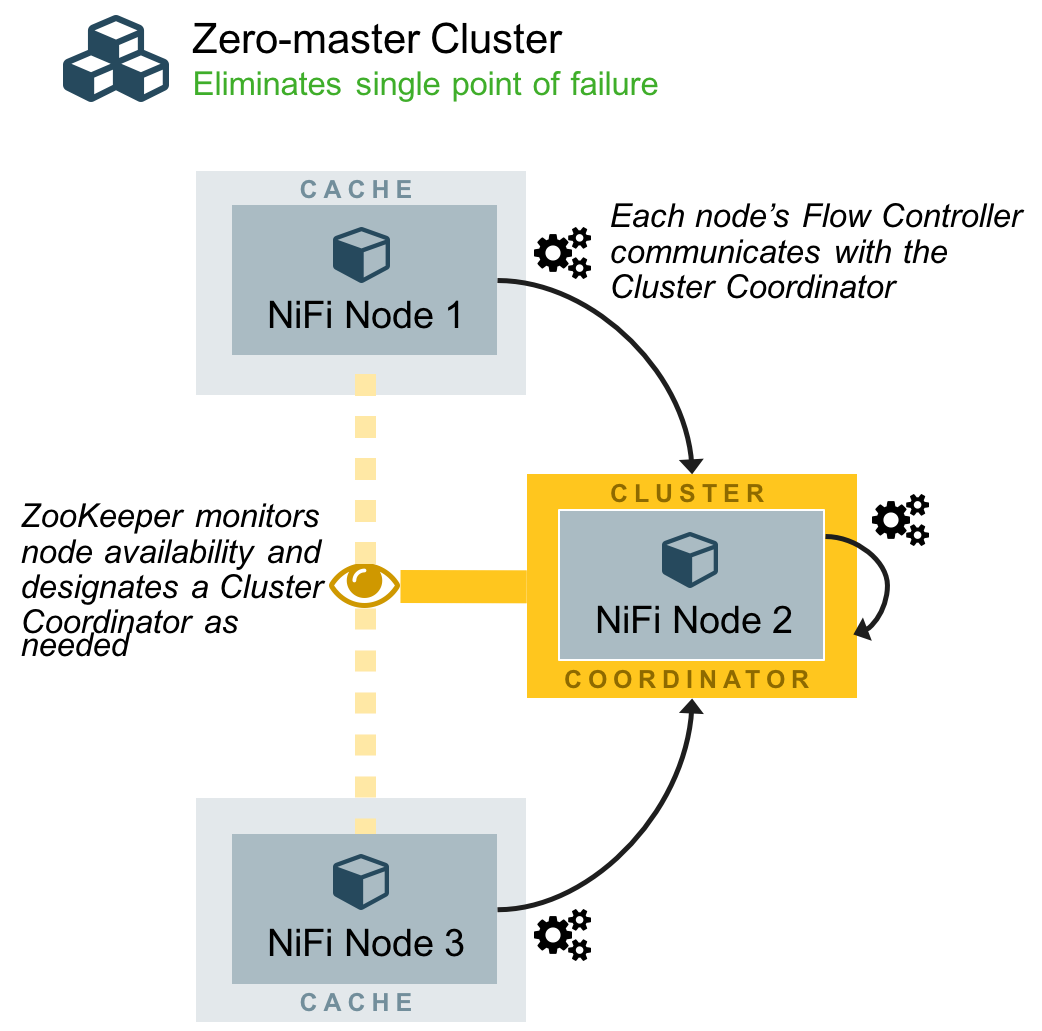 Zero-master Cluster
Eliminates single point of failure
CACHE
NiFi Node 1
Each node’s Flow Controller
communicates with the
Cluster Coordinator
ZooKeeper monitors
node availability and
designates a Cluster
Coordinator as
needed
CLUSTER
NiFi Node 2
COORDINATOR
NiFi Node 3
CACHE